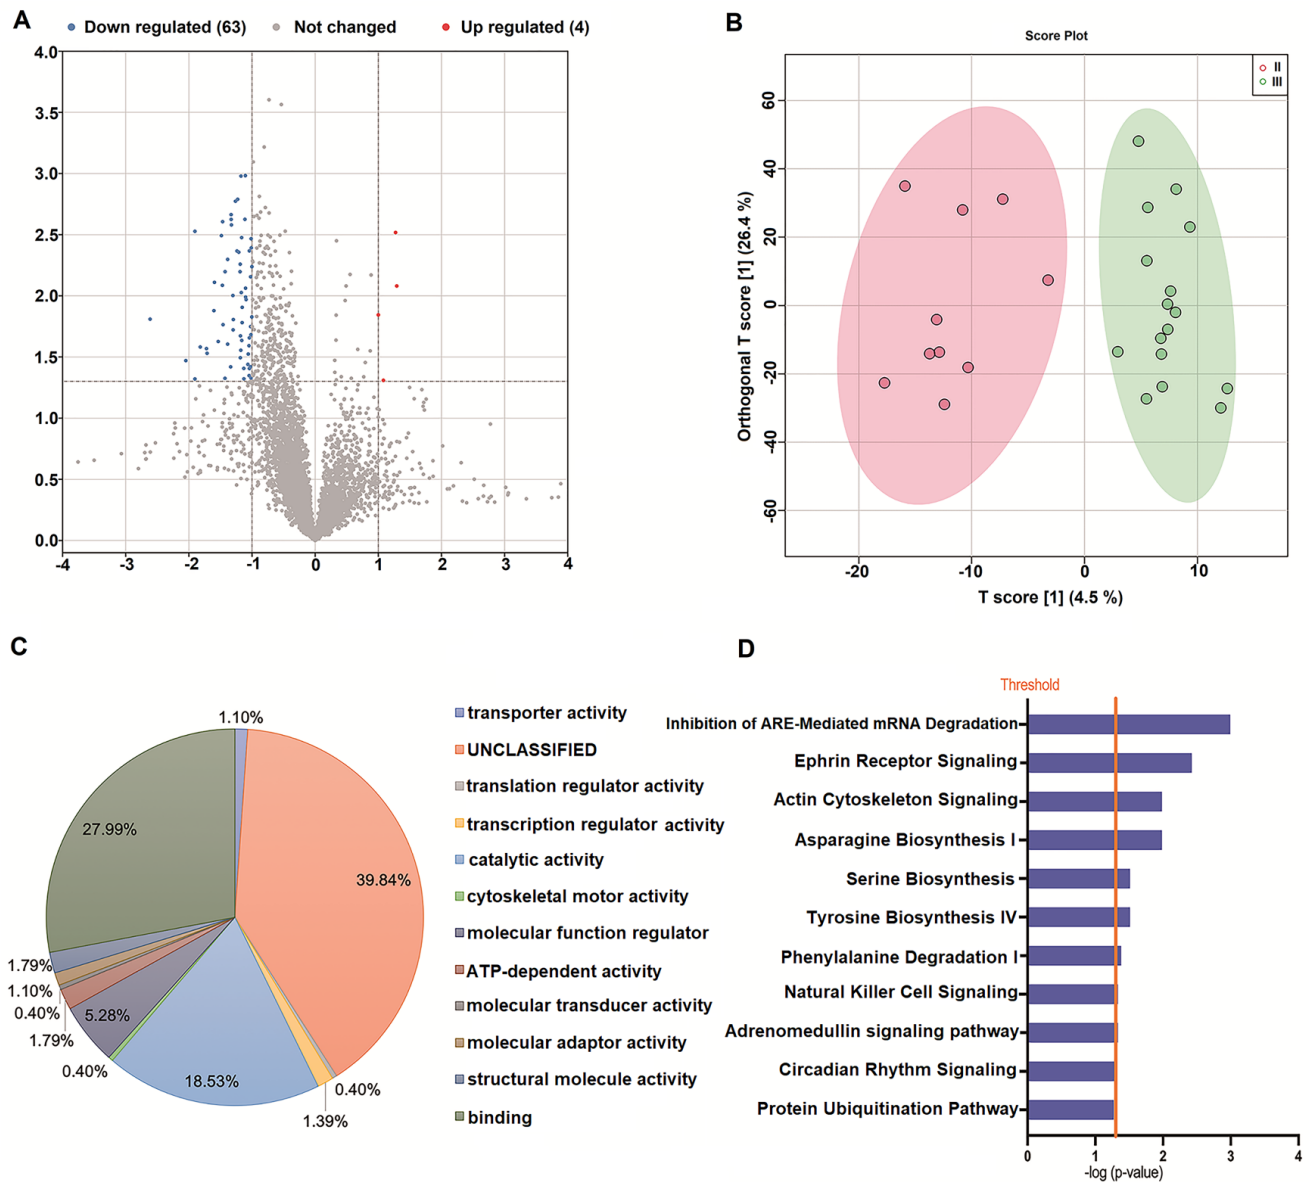 A
Down regulated (63)
Not changed
Up regulated (4)
4.0
3.5
3.0
2.5
2.0
1.5
1.0
0.5
0.0
-4
-3
-2
-1
0
1
2
3
4
B
Score Plot
II
III
Orthogonal T score [1] (26.4 %)
60
40
20
0
-20
-40
-60
-20
-10
0
10
T score [1] (4.5 %)
C
1.10%
39.84%
0.40%
1.39%
18.53%
0.40%
5.28%
1.79%
0.40%
1.10%
1.79%
27.99%
transporter activity
UNCLASSIFIED
translation regulator activity
transcription regulator activity
catalytic activity
cytoskeletal motor activity
molecular function regulator
ATP-dependent activity
molecular transducer activity
molecular adaptor activity
structural molecule activity
binding
D
Threshold
Inhibition of ARE-Mediated mRNA Degradation
Ephrin Receptor Signaling
Actin Cytoskeleton Signaling
Asparagine Biosynthesis I
Serine Biosynthesis
Tyrosine Biosynthesis IV
Phenylalanine Degradation I
Natural Killer Cell Signaling
Adrenomedullin signaling pathway
Circadian Rhythm Signaling
Protein Ubiquitination Pathway
0
1
2
3
4
-log (p-value)